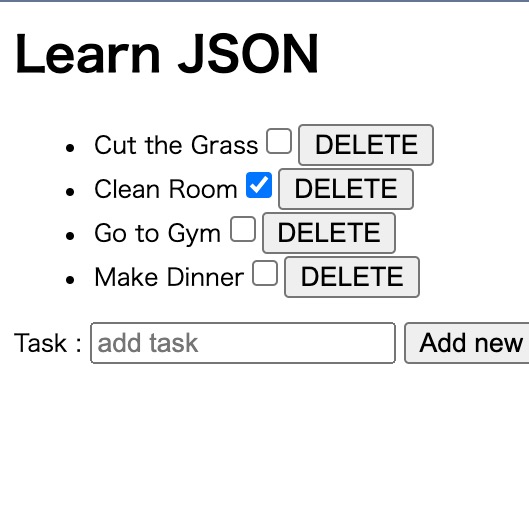 Learn JSON
Cut the Grass DELETE
Clean Room DELETE
Go to Gym DELETE
Make Dinner DELETE
Task : add task Add new